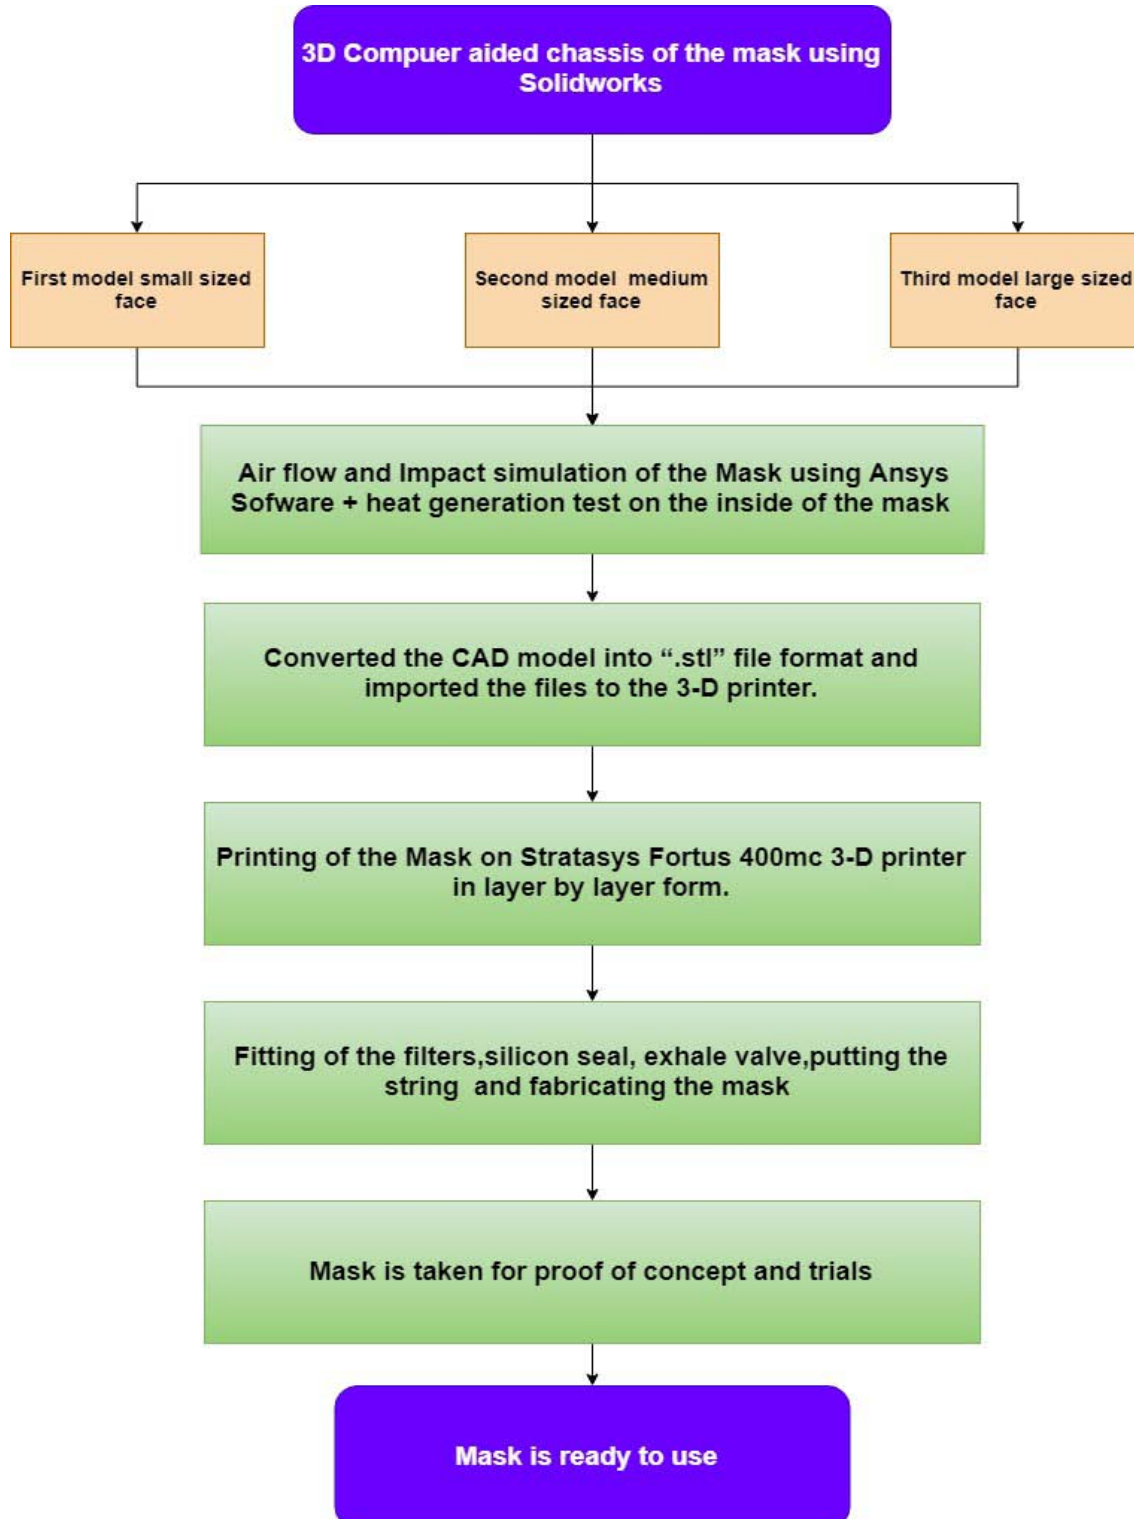 3D Compuer aided chassis of the mask using
Solidworks
First model small sized
face
Second model  medium
sized face
Third model large sized
face
Air flow and Impact simulation of the Mask using Ansys
Sofware + heat generation test on the inside of the mask
Converted the CAD model into “.stl” file format and
imported the files to the 3-D printer.
Printing of the Mask on Stratasys Fortus 400mc 3-D printer
in layer by layer form.
Fitting of the filters,silicon seal, exhale valve,putting the
string  and fabricating the mask
Mask is taken for proof of concept and trials
Mask is ready to use